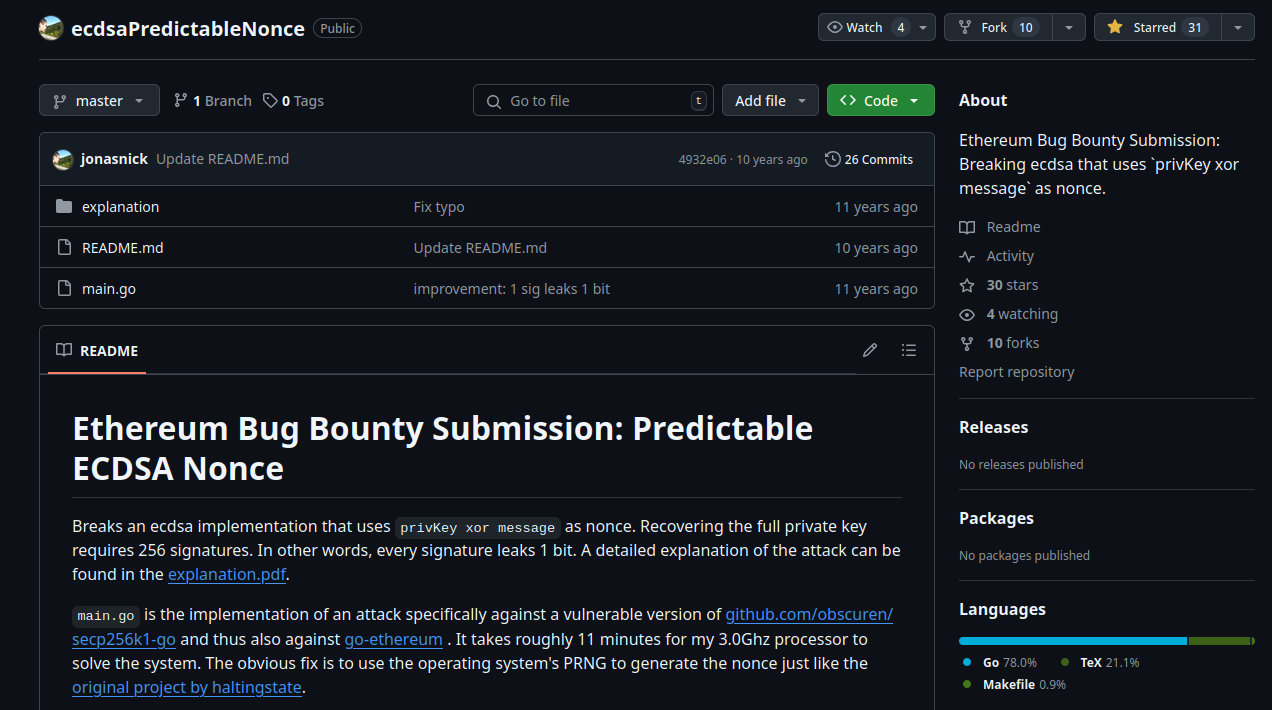 ecdsaPredictableNonce Public Watch 4 Fork 10 Starred 31
master 1 Branch 0 Tags Go to file t Add file Code
jonasnick Update README.md 4932e06 · 10 years ago 26 Commits
explanation Fix typo 11 years ago
README.md Update README.md 10 years ago
main.go improvement: 1 sig leaks 1 bit 11 years ago
README
Ethereum Bug Bounty Submission: Predictable
ECDSA Nonce
Breaks an ecdsa implementation that uses privKey xor message as nonce. Recovering the full private key
requires 256 signatures. In other words, every signature leaks 1 bit. A detailed explanation of the attack can be
found in the explanation.pdf.
main.go is the implementation of an attack specifically against a vulnerable version of github.com/obscuren/
secp256k1-go and thus also against go-ethereum . It takes roughly 11 minutes for my 3.0Ghz processor to
solve the system. The obvious fix is to use the operating system's PRNG to generate the nonce just like the
original project by haltingstate.
About
Ethereum Bug Bounty Submission:
Breaking ecdsa that uses `privKey xor
message` as nonce.
Readme
Activity
30 stars
4 watching
10 forks
Report repository
Releases
No releases published
Packages
No packages published
Languages
Go 78.0% TeX 21.1%
Makefile 0.9%